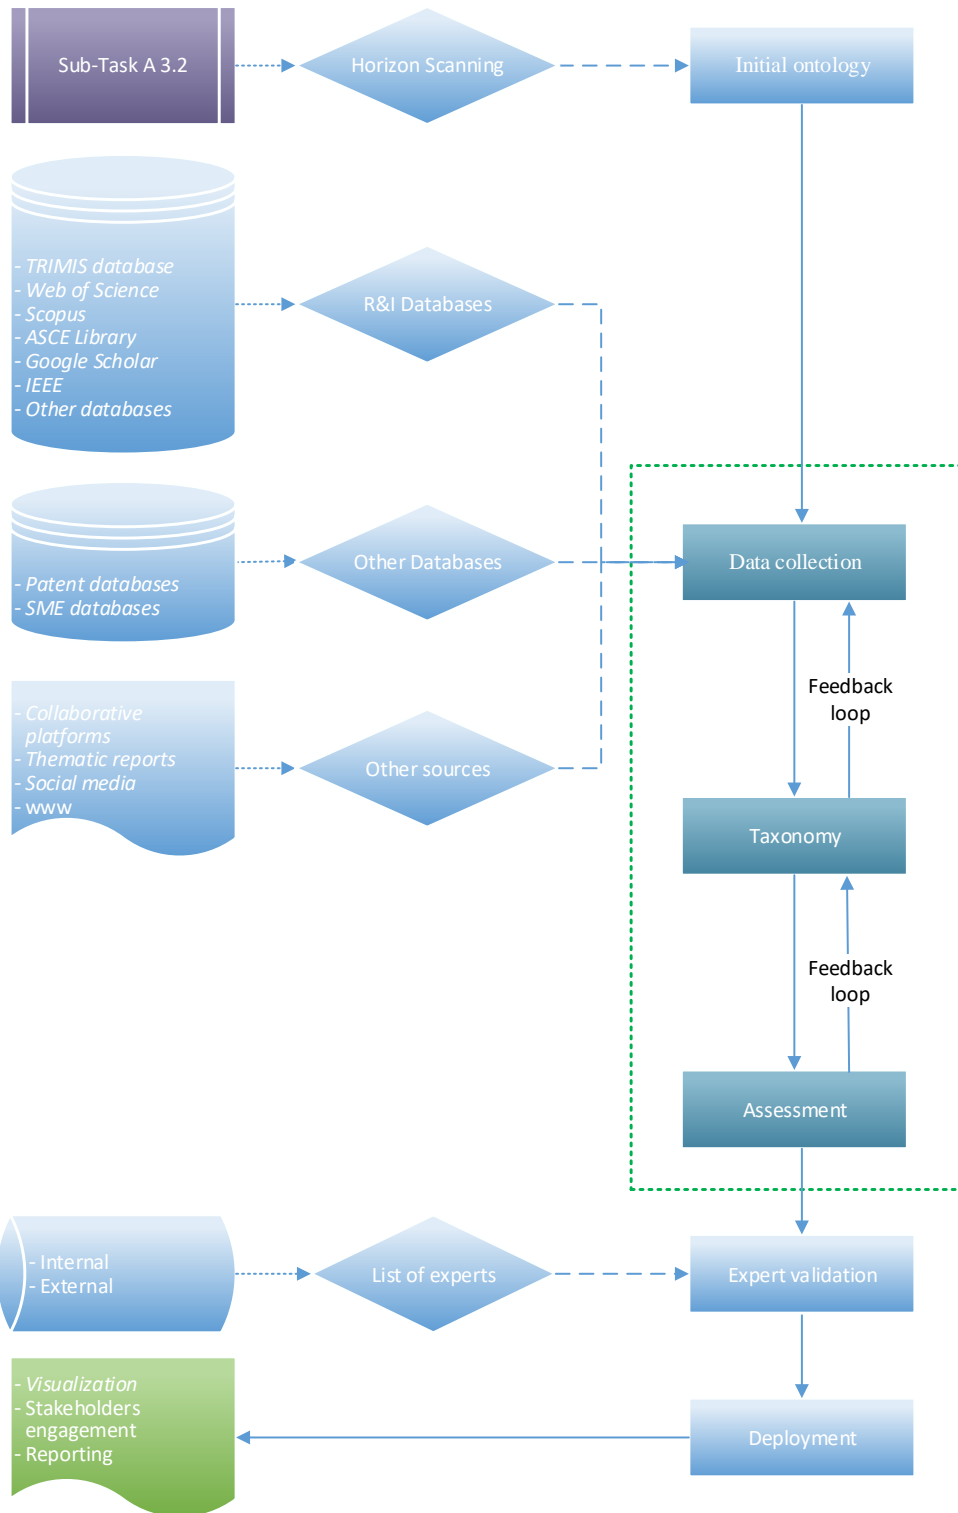 Sub-Task A 3.2
Horizon Scanning
Initial ontology
- TRIMIS database
- Web of Science
- Scopus
- ASCE Library
- Google Scholar
- IEEE
- Other databases
R&I Databases
- Patent databases
- SME databases
Other Databases
Data collection
Feedback
loop
- Collaborative
platforms
- Thematic reports
- Social media
- www
Other sources
Taxonomy
Feedback
loop
Assessment
- Internal
- External
List of experts
Expert validation
- Visualization
- Stakeholders
engagement
- Reporting
Deployment